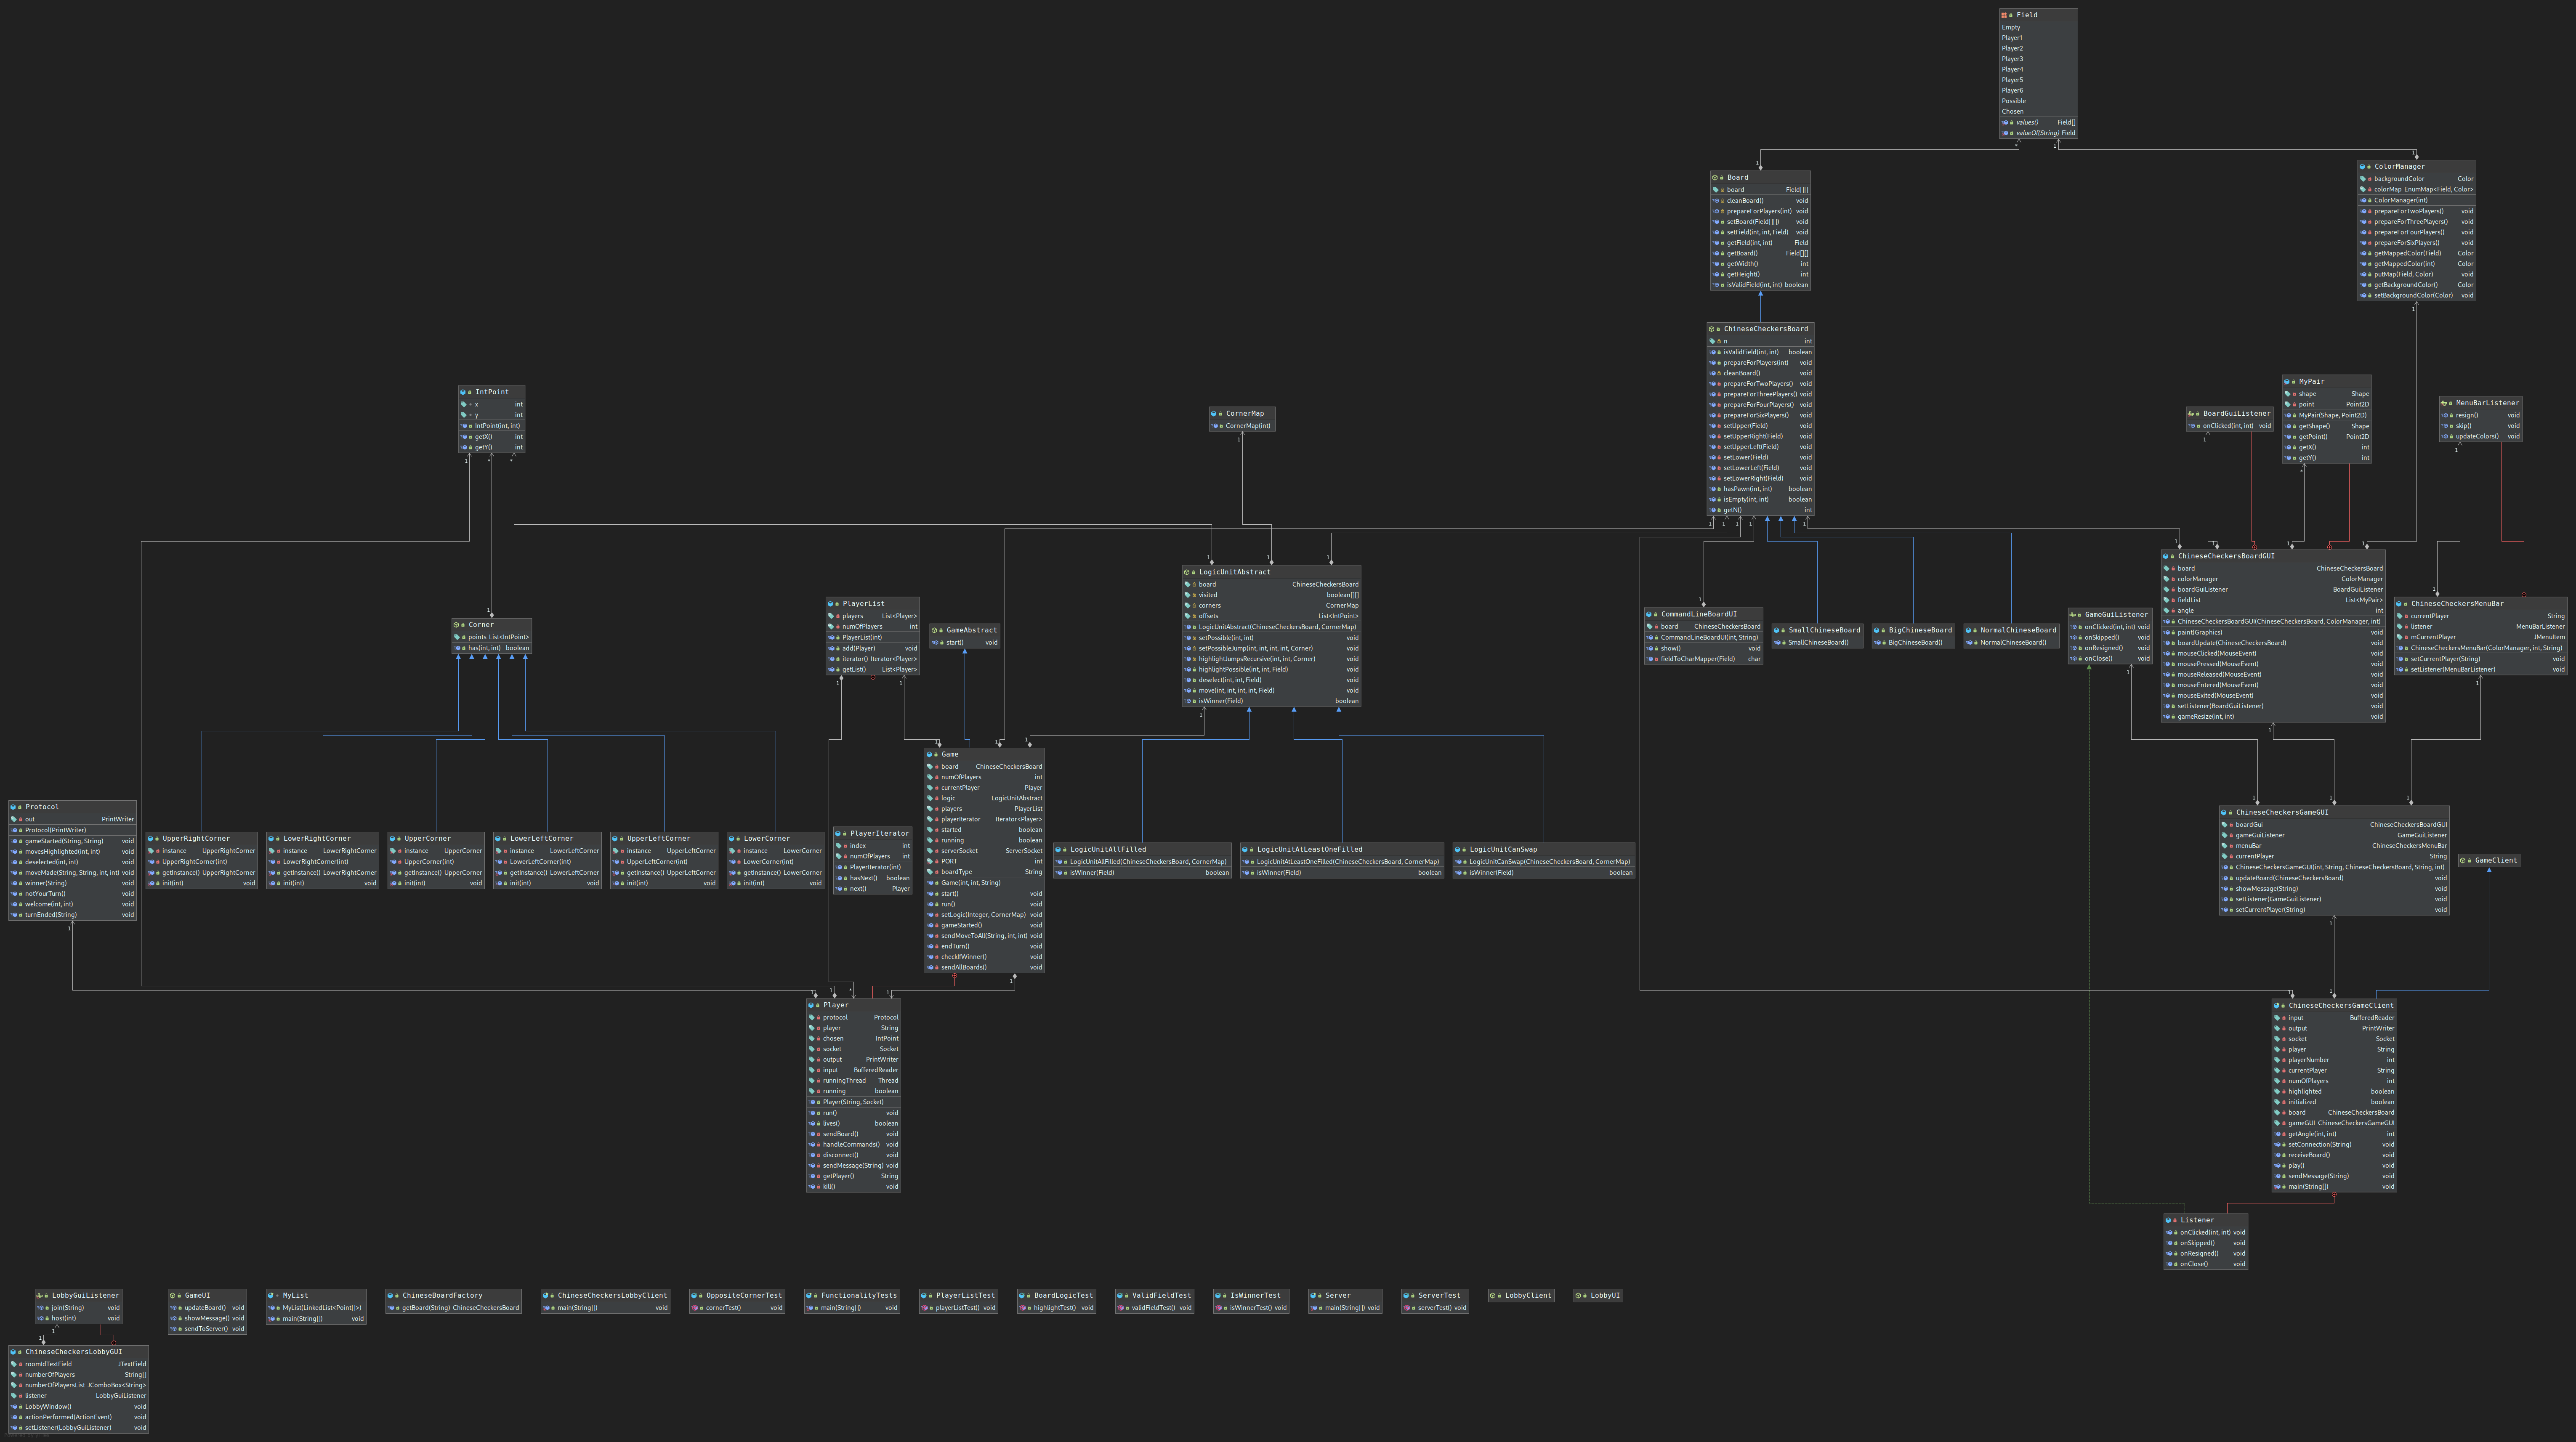 Field
Empty
Player1
Player2
Player3
Player4
Player5
Player6
Possible
Chosen
values() Field[]
valueOf(String) Field
Board
board Field[][]
cleanBoard() void
prepareForPlayers(int) void
setBoard(Field[][]) void
setField(int, int, Field) void
getField(int, int) Field
getBoard() Field[][]
getWidth() int
getHeight() int
isValidField(int, int) boolean
ColorManager
backgroundColor Color
colorMap EnumMap<Field, Color>
ColorManager(int)
prepareForTwoPlayers() void
prepareForThreePlayers() void
prepareForFourPlayers() void
prepareForSixPlayers() void
getMappedColor(Field) Color
getMappedColor(int) Color
putMap(Field, Color) void
getBackgroundColor() Color
setBackgroundColor(Color) void
ChineseCheckersBoard
n int
isValidField(int, int) boolean
prepareForPlayers(int) void
cleanBoard() void
prepareForTwoPlayers() void
prepareForThreePlayers() void
prepareForFourPlayers() void
prepareForSixPlayers() void
setUpper(Field) void
setUpperRight(Field) void
setUpperLeft(Field) void
setLower(Field) void
setLowerLeft(Field) void
setLowerRight(Field) void
hasPawn(int, int) boolean
isEmpty(int, int) boolean
getN() int
IntPoint
x int
y int
IntPoint(int, int)
getX() int
getY() int
CornerMap
CornerMap(int)
BoardGuiListener
onClicked(int, int) void
MyPair
shape Shape
point Point2D
MyPair(Shape, Point2D)
getShape() Shape
getPoint() Point2D
getX() int
getY() int
MenuBarListener
resign() void
skip() void
updateColors() void
Corner
points List<IntPoint>
has(int, int) boolean
PlayerList
players List<Player>
numOfPlayers int
PlayerList(int)
add(Player) void
iterator() Iterator<Player>
getList() List<Player>
GameAbstract
start() void
LogicUnitAbstract
board ChineseCheckersBoard
visited boolean[][]
corners CornerMap
offsets List<IntPoint>
LogicUnitAbstract(ChineseCheckersBoard, CornerMap)
setPossible(int, int) void
setPossibleJump(int, int, int, int, Corner) void
highlightJumpsRecursive(int, int, Corner) void
highlightPossible(int, int, Field) void
deselect(int, int, Field) void
move(int, int, int, int, Field) void
isWinner(Field) boolean
CommandLineBoardUI
board ChineseCheckersBoard
CommandLineBoardUI(int, String)
show() void
fieldToCharMapper(Field) char
SmallChineseBoard
SmallChineseBoard()
BigChineseBoard
BigChineseBoard()
NormalChineseBoard
NormalChineseBoard()
GameGuiListener
onClicked(int, int) void
onSkipped() void
onResigned() void
onClose() void
ChineseCheckersBoardGUI
board ChineseCheckersBoard
colorManager ColorManager
boardGuiListener BoardGuiListener
fieldList List<MyPair>
angle int
ChineseCheckersBoardGUI(ChineseCheckersBoard, ColorManager, int)
paint(Graphics) void
boardUpdate(ChineseCheckersBoard) void
mouseClicked(MouseEvent) void
mousePressed(MouseEvent) void
mouseReleased(MouseEvent) void
mouseEntered(MouseEvent) void
mouseExited(MouseEvent) void
setListener(BoardGuiListener) void
gameResize(int, int) void
ChineseCheckersMenuBar
currentPlayer String
listener MenuBarListener
mCurrentPlayer JMenuItem
ChineseCheckersMenuBar(ColorManager, int, String)
setCurrentPlayer(String) void
setListener(MenuBarListener) void
Protocol
out PrintWriter
Protocol(PrintWriter)
gameStarted(String, String) void
movesHighlighted(int, int) void
deselected(int, int) void
moveMade(String, String, int, int) void
winner(String) void
notYourTurn() void
welcome(int, int) void
turnEnded(String) void
UpperRightCorner
instance UpperRightCorner
UpperRightCorner(int)
getInstance() UpperRightCorner
init(int) void
LowerRightCorner
instance LowerRightCorner
LowerRightCorner(int)
getInstance() LowerRightCorner
init(int) void
UpperCorner
instance UpperCorner
UpperCorner(int)
getInstance() UpperCorner
init(int) void
LowerLeftCorner
instance LowerLeftCorner
LowerLeftCorner(int)
getInstance() LowerLeftCorner
init(int) void
UpperLeftCorner
instance UpperLeftCorner
UpperLeftCorner(int)
getInstance() UpperLeftCorner
init(int) void
LowerCorner
instance LowerCorner
LowerCorner(int)
getInstance() LowerCorner
init(int) void
PlayerIterator
index int
numOfPlayers int
PlayerIterator(int)
hasNext() boolean
next() Player
Game
board ChineseCheckersBoard
numOfPlayers int
currentPlayer Player
logic LogicUnitAbstract
players PlayerList
playerIterator Iterator<Player>
started boolean
running boolean
serverSocket ServerSocket
PORT int
boardType String
Game(int, int, String)
start() void
run() void
setLogic(Integer, CornerMap) void
gameStarted() void
sendMoveToAll(String, int, int) void
endTurn() void
checkIfWinner() void
sendAllBoards() void
LogicUnitAllFilled
LogicUnitAllFilled(ChineseCheckersBoard, CornerMap)
isWinner(Field) boolean
LogicUnitAtLeastOneFilled
LogicUnitAtLeastOneFilled(ChineseCheckersBoard, CornerMap)
isWinner(Field) boolean
LogicUnitCanSwap
LogicUnitCanSwap(ChineseCheckersBoard, CornerMap)
isWinner(Field) boolean
ChineseCheckersGameGUI
boardGui ChineseCheckersBoardGUI
gameGuiListener GameGuiListener
menuBar ChineseCheckersMenuBar
currentPlayer String
ChineseCheckersGameGUI(int, String, ChineseCheckersBoard, String, int)
updateBoard(ChineseCheckersBoard) void
showMessage(String) void
setListener(GameGuiListener) void
setCurrentPlayer(String) void
GameClient
Player
protocol Protocol
player String
chosen IntPoint
socket Socket
output PrintWriter
input BufferedReader
runningThread Thread
running boolean
Player(String, Socket)
run() void
lives() boolean
sendBoard() void
handleCommands() void
disconnect() void
sendMessage(String) void
getPlayer() String
kill() void
ChineseCheckersGameClient
input BufferedReader
output PrintWriter
socket Socket
player String
playerNumber int
currentPlayer String
numOfPlayers int
highlighted boolean
initialized boolean
board ChineseCheckersBoard
gameGUI ChineseCheckersGameGUI
getAngle(int, int) int
setConnection(String) void
receiveBoard() void
play() void
sendMessage(String) void
main(String[]) void
Listener
onClicked(int, int) void
onSkipped() void
onResigned() void
onClose() void
LobbyGuiListener
join(String) void
host(int) void
GameUI
updateBoard() void
showMessage() void
sendToServer() void
MyList
MyList(LinkedList<Point[]>)
main(String[]) void
ChineseBoardFactory
getBoard(String) ChineseCheckersBoard
ChineseCheckersLobbyClient
main(String[]) void
OppositeCornerTest
cornerTest() void
FunctionalityTests
main(String[]) void
PlayerListTest
playerListTest() void
BoardLogicTest
highlightTest() void
ValidFieldTest
validFieldTest() void
IsWinnerTest
isWinnerTest() void
Server
main(String[]) void
ServerTest
serverTest() void
LobbyClient
LobbyUI
ChineseCheckersLobbyGUI
roomIdTextField JTextField
numberOfPlayers String[]
numberOfPlayersList JComboBox<String>
listener LobbyGuiListener
LobbyWindow() void
actionPerformed(ActionEvent) void
setListener(LobbyGuiListener) void